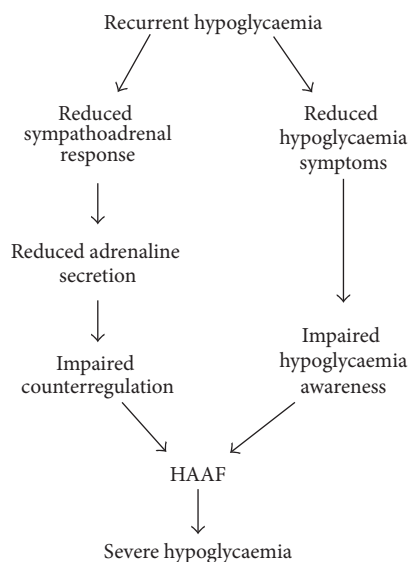 Recurrent hypoglycaemia
Reduced
sympathoadrenal
response
Reduced
hypoglycaemia
symptoms
Reduced adrenaline
secretion
Impaired
counterregulation
Impaired
hypoglycaemia
awareness
HAAF
Severe hypoglycaemia